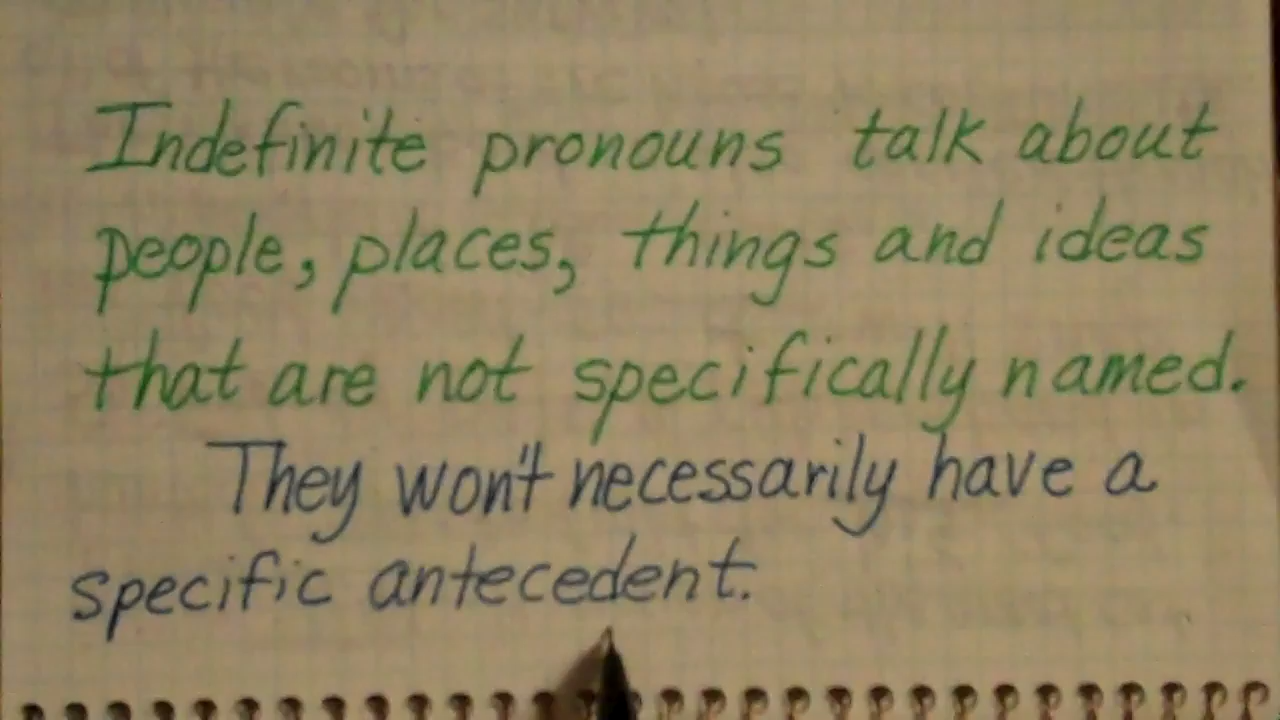 Indefinite pronouns talk about
people, places, things and ideas
that are not specifically named.
They won't necessarily have a
specific antecedent.